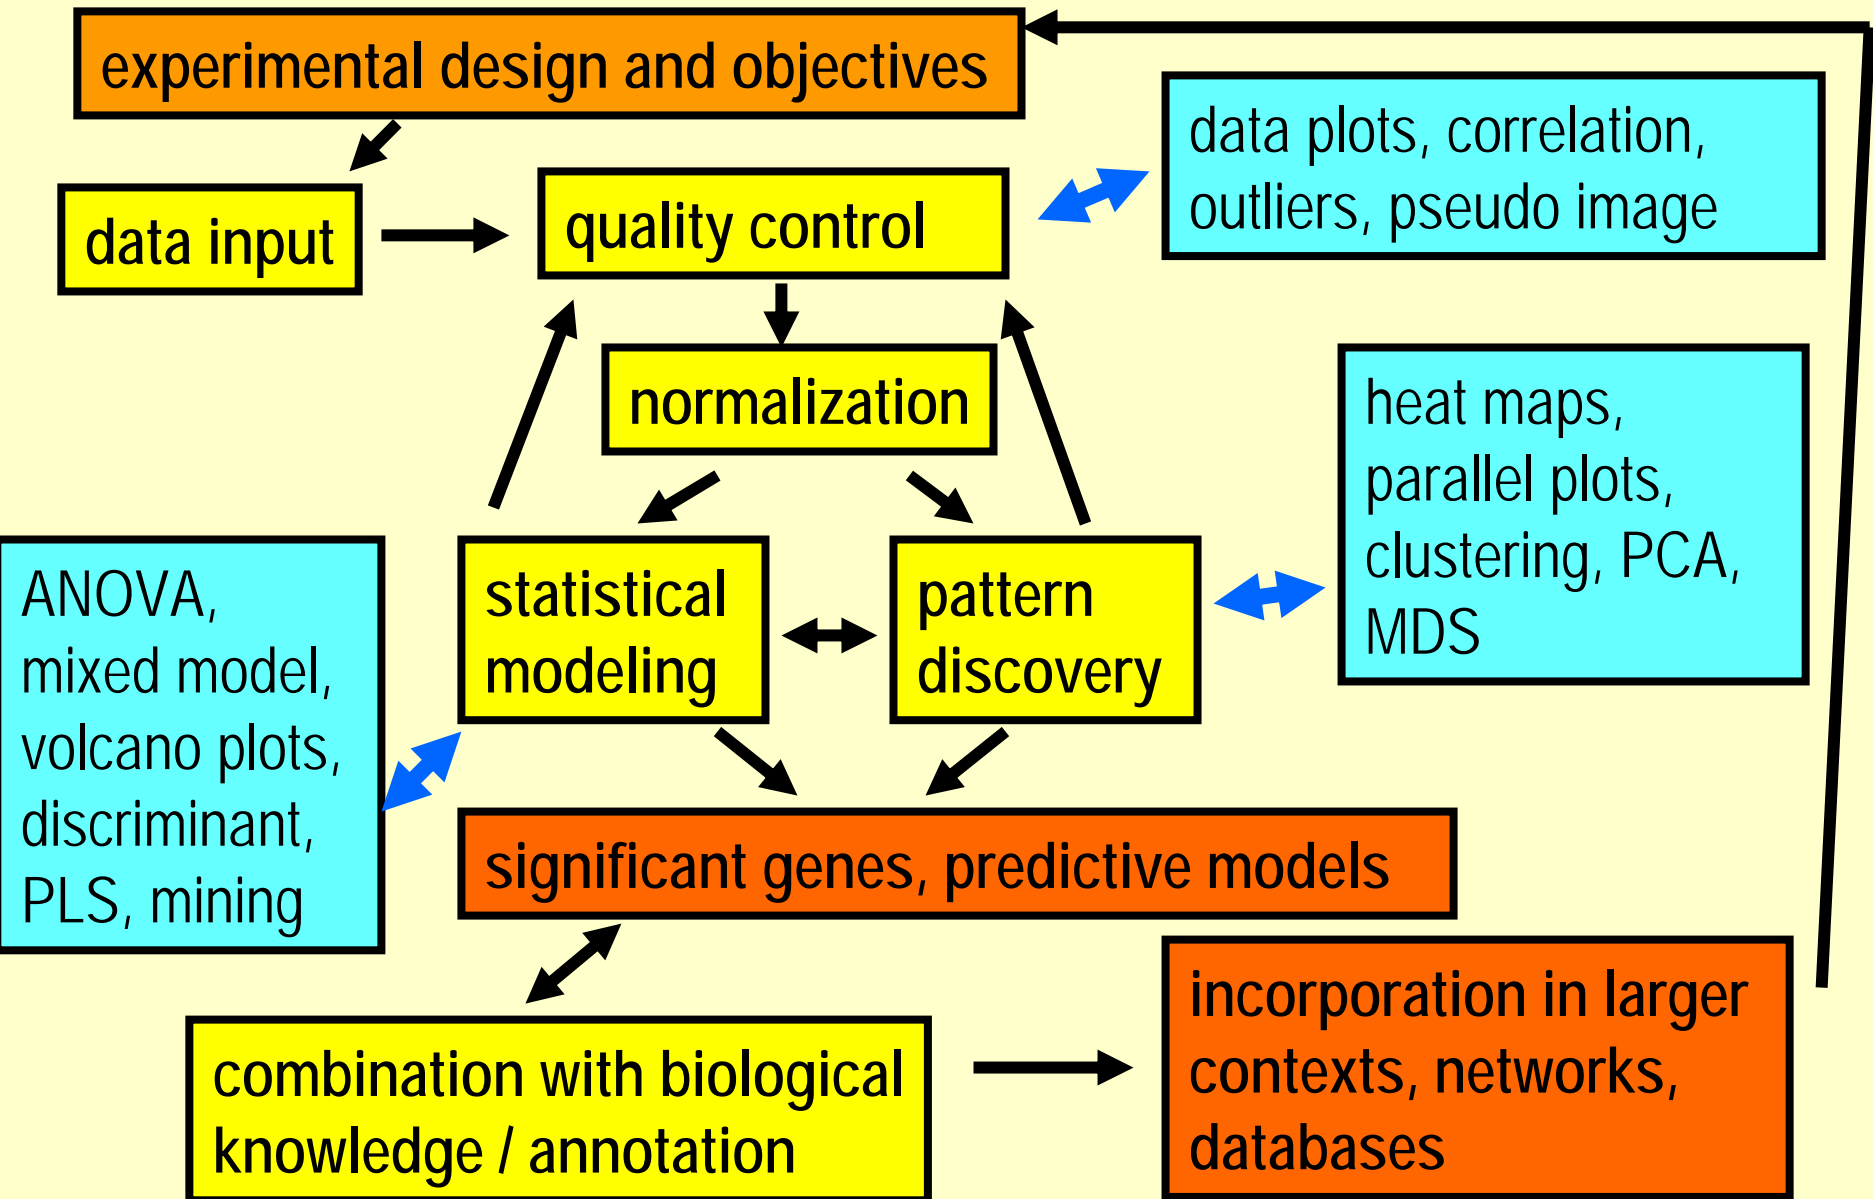 experimental design and objectives
data plots, correlation,
outliers, pseudo image
data input
quality control
normalization
heat maps,
parallel plots,
clustering, PCA,
MDS
ANOVA,
mixed model,
volcano plots,
discriminant,
PLS, mining
statistical
modeling
pattern
discovery
significant genes, predictive models
combination with biological
knowledge / annotation
incorporation in larger
contexts, networks,
databases